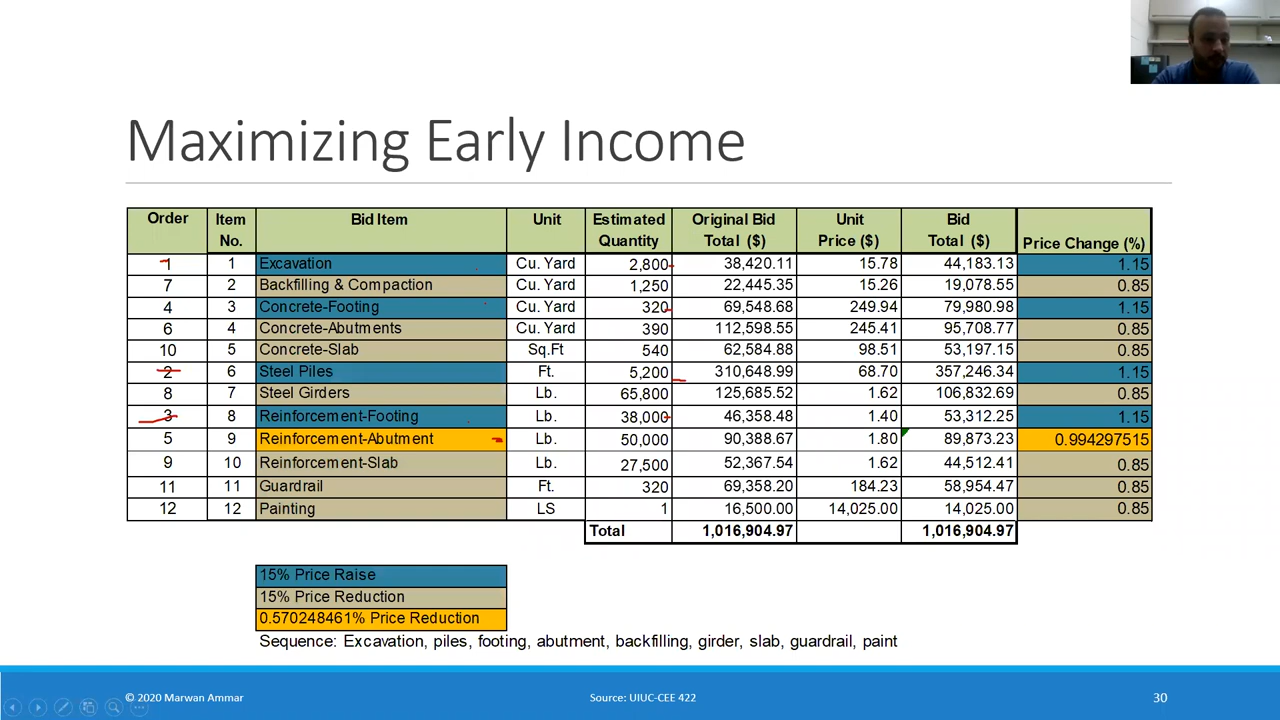 Maximizing Early Income
Order Item No. Bid Item Unit Estimated Quantity Original Bid Total ($) Unit Price ($) Bid Total ($) Price Change (%)
1 1 Excavation Cu. Yard 2,800 38,420.11 15.78 44,183.13 1.15
7 2 Backfilling & Compaction Cu. Yard 1,250 22,445.35 15.26 19,078.55 0.85
4 3 Concrete-Footing Cu. Yard 320 69,548.68 249.94 79,980.98 1.15
6 4 Concrete-Abutments Cu. Yard 390 112,598.55 245.41 95,708.77 0.85
10 5 Concrete-Slab Sq.Ft 540 62,584.88 98.51 53,197.15 0.85
2 6 Steel Piles Ft. 5,200 310,648.99 68.70 357,246.34 1.15
8 7 Steel Girders Lb. 65,800 125,685.52 1.62 106,832.69 0.85
3 8 Reinforcement-Footing Lb. 38,000 46,358.48 1.40 53,312.25 1.15
5 9 Reinforcement-Abutment Lb. 50,000 90,388.67 1.80 89,873.23 0.994297515
9 10 Reinforcement-Slab Lb. 27,500 52,367.54 1.62 44,512.41 0.85
11 11 Guardrail Ft. 320 69,358.20 184.23 58,954.47 0.85
12 12 Painting LS 1 16,500.00 14,025.00 14,025.00 0.85
Total 1,016,904.97 1,016,904.97
15% Price Raise
15% Price Reduction
0.570248461% Price Reduction
Sequence: Excavation, piles, footing, abutment, backfilling, girder, slab, guardrail, paint
© 2020 Marwan Ammar Source: UIUC-CEE 422 30